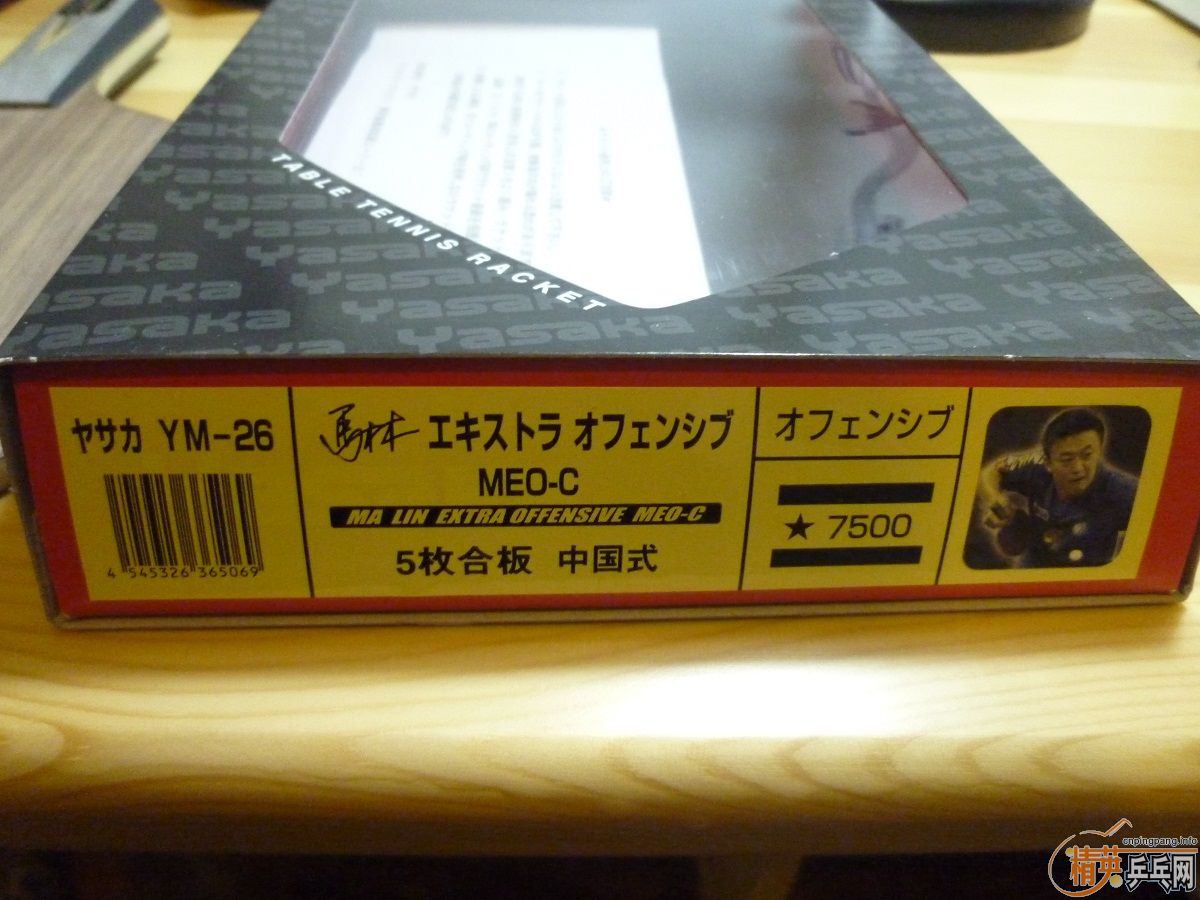 TABLE TENNIS RACKET
Yasaka
ヤサカ YM-26
4 545326 365069
馬林 エキストラ オフェンシブ
MEO-C
MA LIN EXTRA OFFENSIVE MEO-C
5枚合板 中国式
オフェンシブ
★ 7500
cnpingpang.info
精英乒乓网